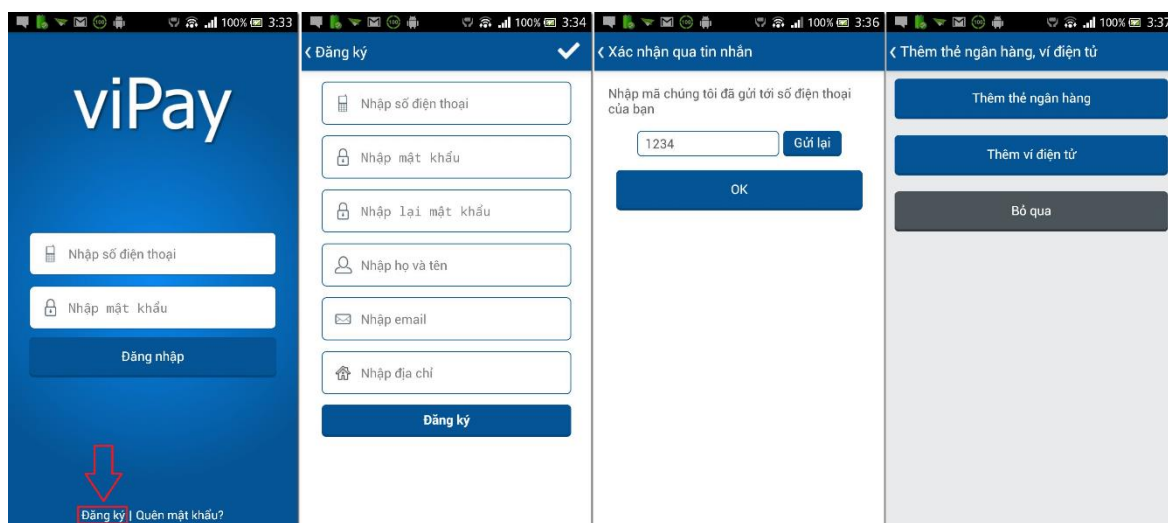 100% 3:33
viPay
Nhập số điện thoại
Nhập mật khẩu
Đăng nhập
Đăng ký | Quên mật khẩu?
100% 3:34
Đăng ký
Nhập số điện thoại
Nhập mật khẩu
Nhập lại mật khẩu
Nhập họ và tên
Nhập email
Nhập địa chỉ
Đăng ký
100% 3:36
Xác nhận qua tin nhắn
Nhập mã chúng tôi đã gửi tới số điện thoại
của bạn
1234 Gửi lại
OK
100% 3:37
Thêm thẻ ngân hàng, ví điện tử
Thêm thẻ ngân hàng
Thêm ví điện tử
Bỏ qua